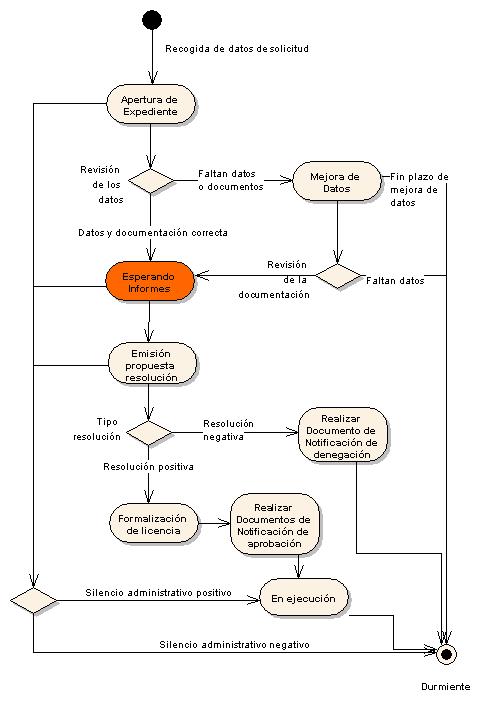 Recogida de datos de solicitud
Apertura de
Expediente
Revisión
de los
datos
Faltan datos
o documentos
Mejora de
Datos
Fin plazo de
mejora de
datos
Datos y documentación correcta
Esperando
Informes
Revisión
de la
documentación
Faltan datos
Emisión
propuesta
resolución
Tipo
resolución
Resolución
negativa
Realizar
Documento de
Notificación de
denegación
Resolución positiva
Formalización
de licencia
Realizar
Documentos de
Notificación de
aprobación
Silencio administrativo positivo
En ejecución
Silencio administrativo negativo
Durmiente